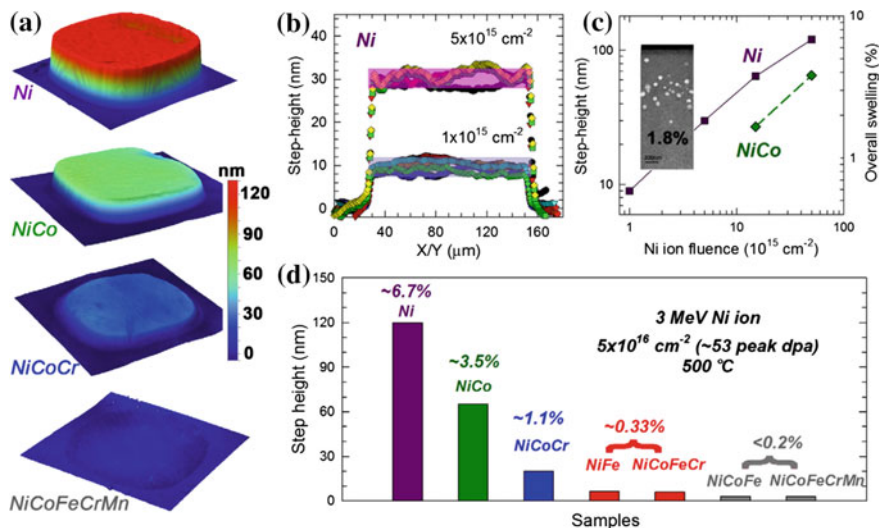 (a)
Ni
NiCo
NiCoCr
NiCoFeCrMn
nm
120
90
60
30
0
(b)
Ni
5x10¹⁵ cm⁻²
1x10¹⁵ cm⁻²
Step-height (nm)
50
40
30
20
10
0
0 40 80 120 160
X/Y (μm)
(c)
Ni
NiCo
1.8%
Step-height (nm)
100
10
Overall swelling (%)
10
1
1 10 100
Ni ion fluence (10¹⁵ cm⁻²)
(d)
Step height (nm)
150
120
90
60
30
0
~6.7%
Ni
~3.5%
NiCo
~1.1%
NiCoCr
~0.33%
NiFe NiCoFeCr
<0.2%
NiCoFe NiCoFeCrMn
3 MeV Ni ion
5x10¹⁶ cm⁻² (~53 peak dpa)
500 °C
Samples